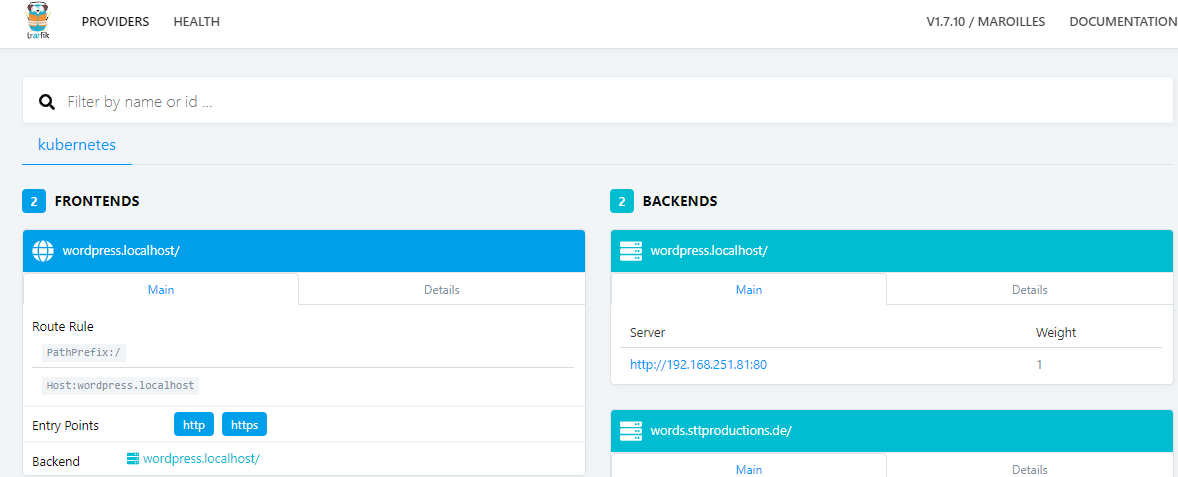 træfik
PROVIDERS HEALTH V1.7.10 / MAROILLES DOCUMENTATION
Filter by name or id ...
kubernetes
2 FRONTENDS
wordpress.localhost/
Main Details
Route Rule
PathPrefix:/
Host:wordpress.localhost
Entry Points http https
Backend wordpress.localhost/
2 BACKENDS
wordpress.localhost/
Main Details
Server Weight
http://192.168.251.81:80 1
words.sttproductions.de/
Main Details